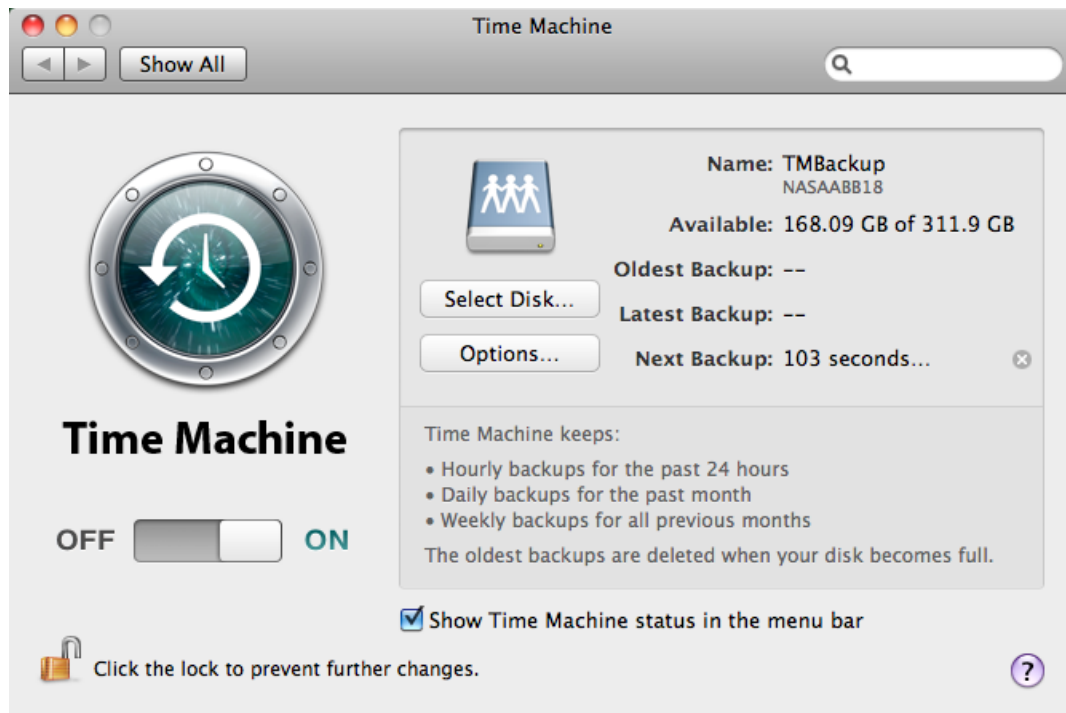 Time Machine
Show All
Name: TMBackup
NASAABB18
Available: 168.09 GB of 311.9 GB
Oldest Backup: --
Select Disk...
Latest Backup: --
Options...
Next Backup: 103 seconds...
Time Machine
Time Machine keeps:
• Hourly backups for the past 24 hours
• Daily backups for the past month
• Weekly backups for all previous months
The oldest backups are deleted when your disk becomes full.
OFF ON
Show Time Machine status in the menu bar
Click the lock to prevent further changes.
?